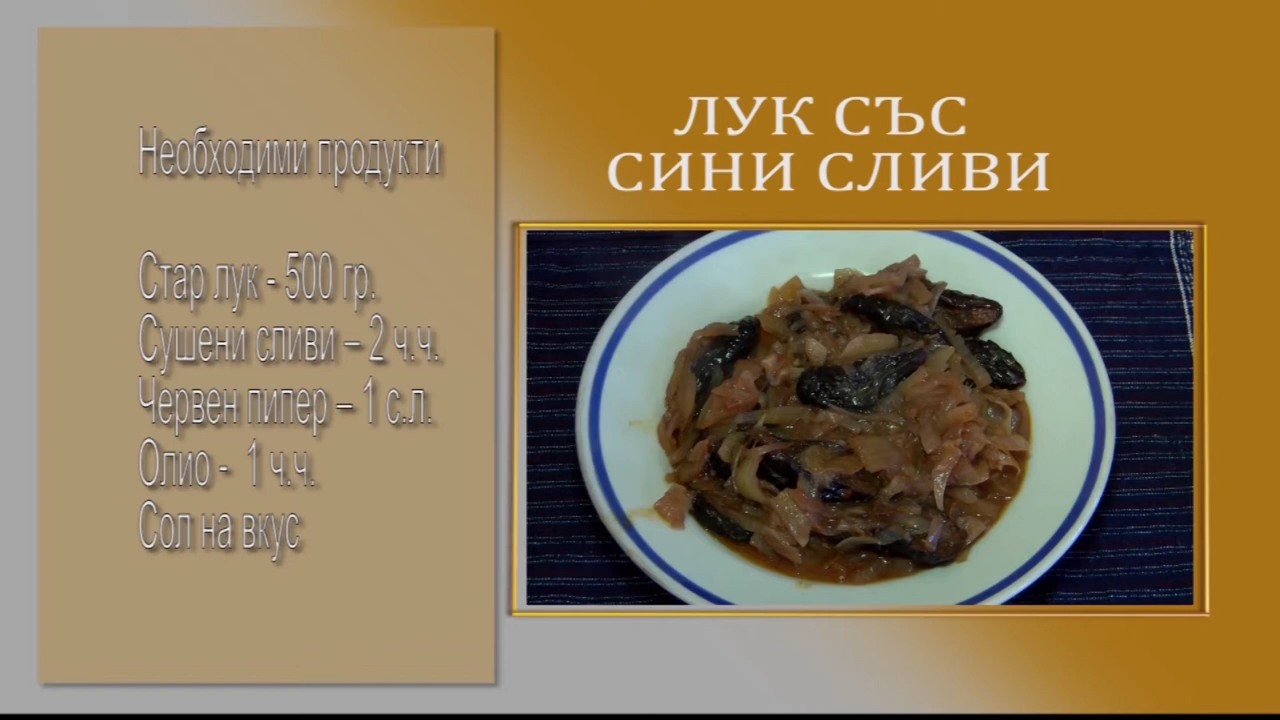 ЛУК СЪС
СИНИ СЛИВИ
Необходими продукти
Стар лук - 500 гр.
Сушени сливи – 2 ч.ч.
Червен пипер – 1 с.л.
Олио - 1 ч.ч.
Сол на вкус